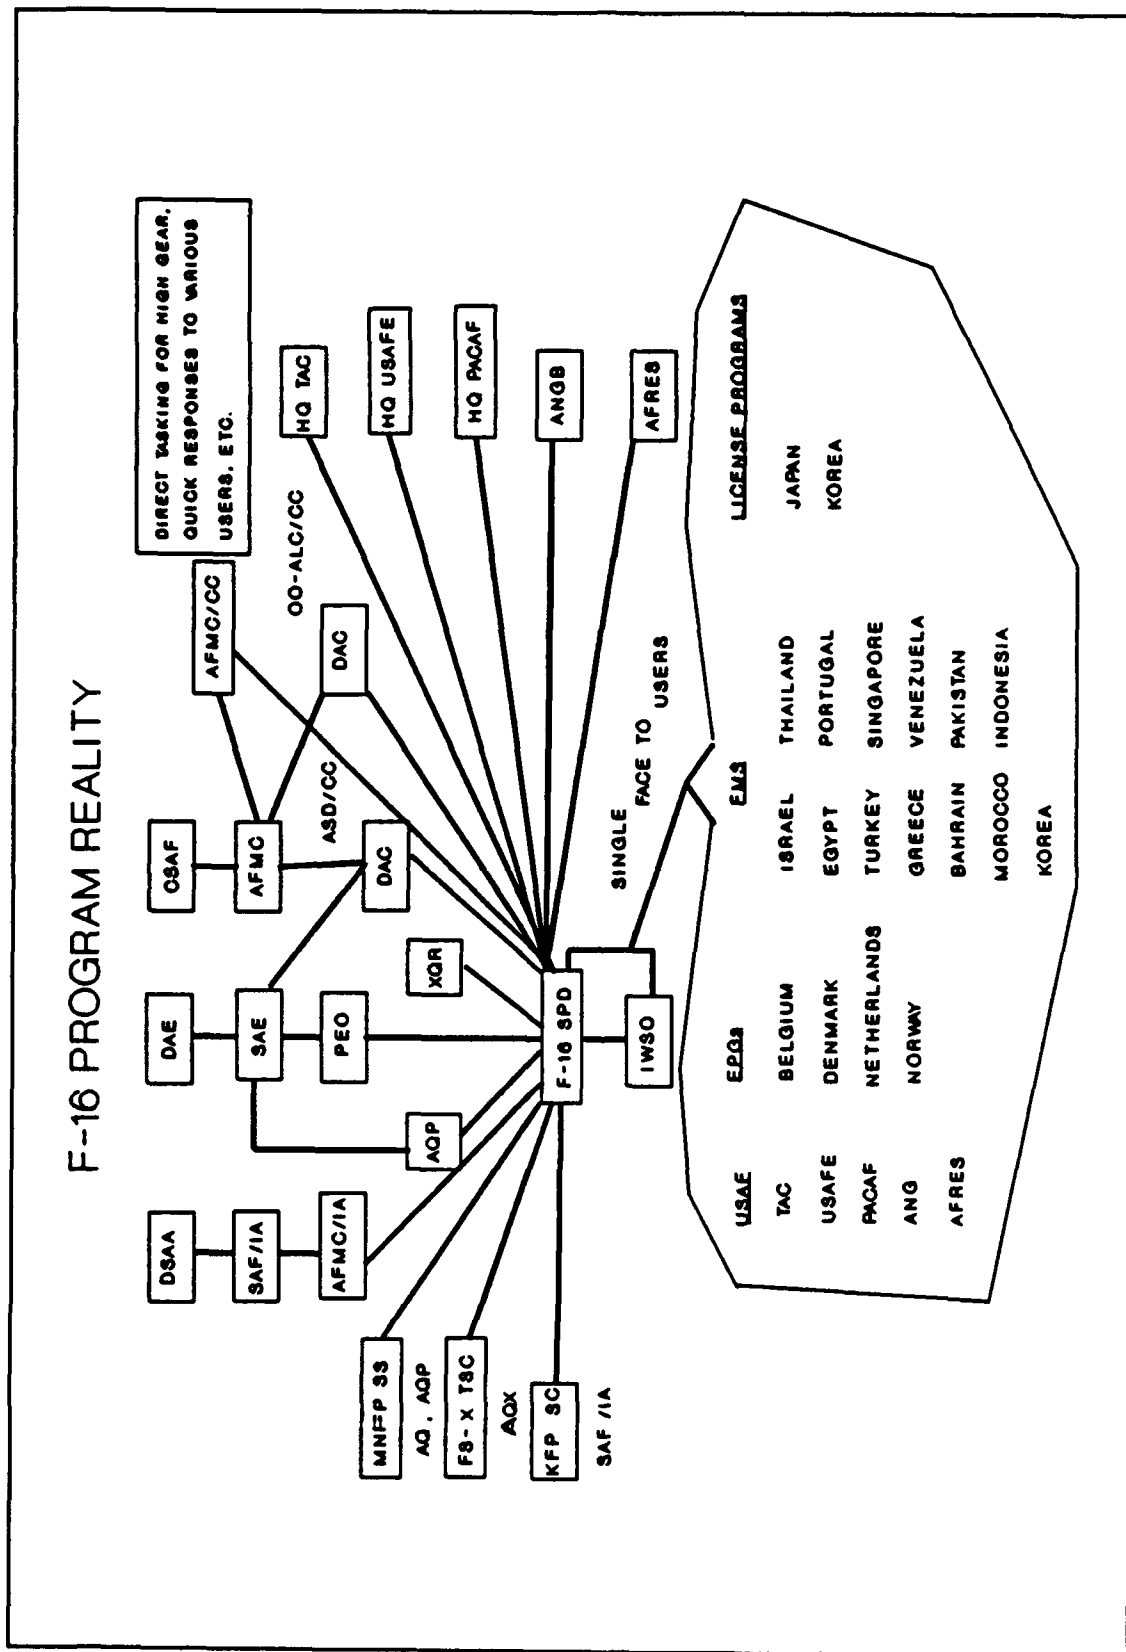 F-16 PROGRAM REALITY
DIRECT TASKING FOR HIGH GEAR,
QUICK RESPONSES TO VARIOUS
USERS, ETC.
DSAA
DAE
CSAF
AFMC/CC
SAF/IA
SAE
AFMC
OO-ALC/CC
HQ TAC
AFMC/IA
PEO
ASD/CC
DAC
DAC
HQ USAFE
MNFP SS
AQ, AQP
AQP
XQR
HQ PACAF
FS-X TSC
AQX
ANGB
KFP SC
SAF/IA
F-16 SPD
AFRES
IWSO
SINGLE
FACE TO
USERS
USAF
TAC
USAFE
PACAF
ANG
AFRES
EPGs
BELGIUM
DENMARK
NETHERLANDS
NORWAY
FMS
ISRAEL THAILAND
EGYPT PORTUGAL
TURKEY SINGAPORE
GREECE VENEZUELA
BAHRAIN PAKISTAN
MOROCCO INDONESIA
KOREA
LICENSE PROGRAMS
JAPAN
KOREA